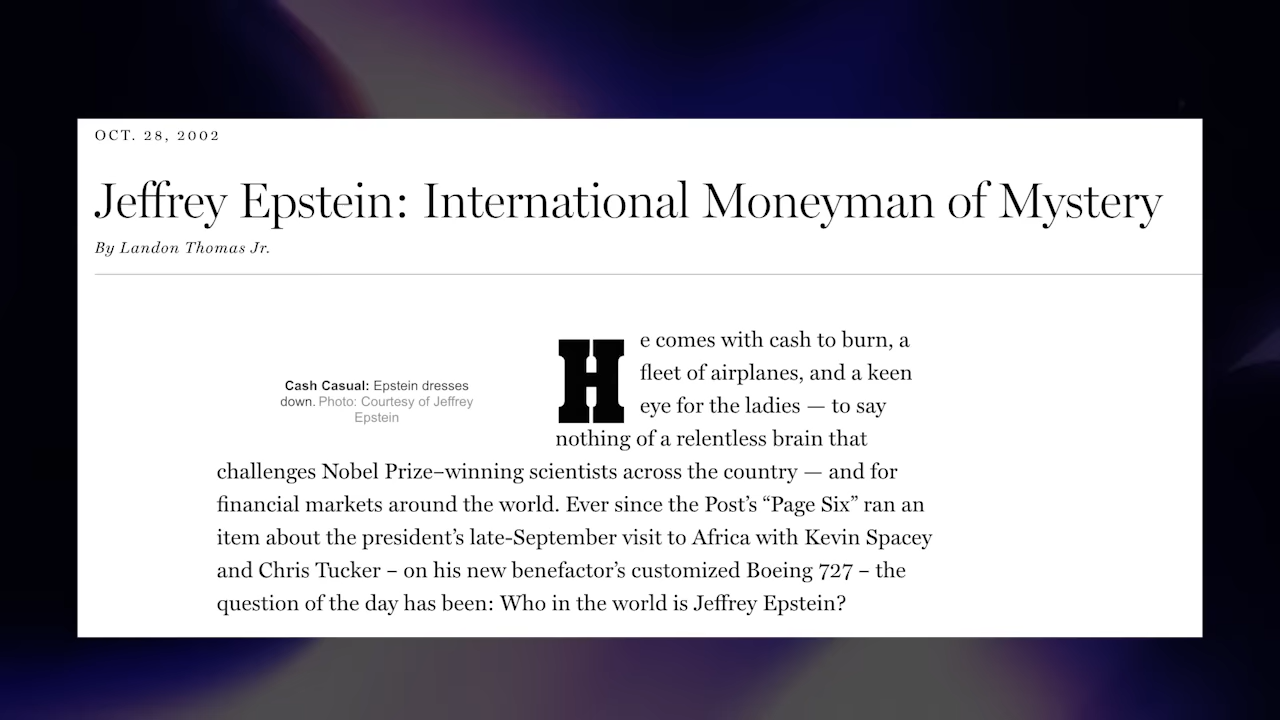 OCT. 28, 2002
Jeffrey Epstein: International Moneyman of Mystery
By Landon Thomas Jr.
Cash Casual: Epstein dresses
down. Photo: Courtesy of Jeffrey
Epstein
He comes with cash to burn, a
fleet of airplanes, and a keen
eye for the ladies — to say
nothing of a relentless brain that
challenges Nobel Prize–winning scientists across the country — and for
financial markets around the world. Ever since the Post’s “Page Six” ran an
item about the president’s late-September visit to Africa with Kevin Spacey
and Chris Tucker – on his new benefactor’s customized Boeing 727 – the
question of the day has been: Who in the world is Jeffrey Epstein?